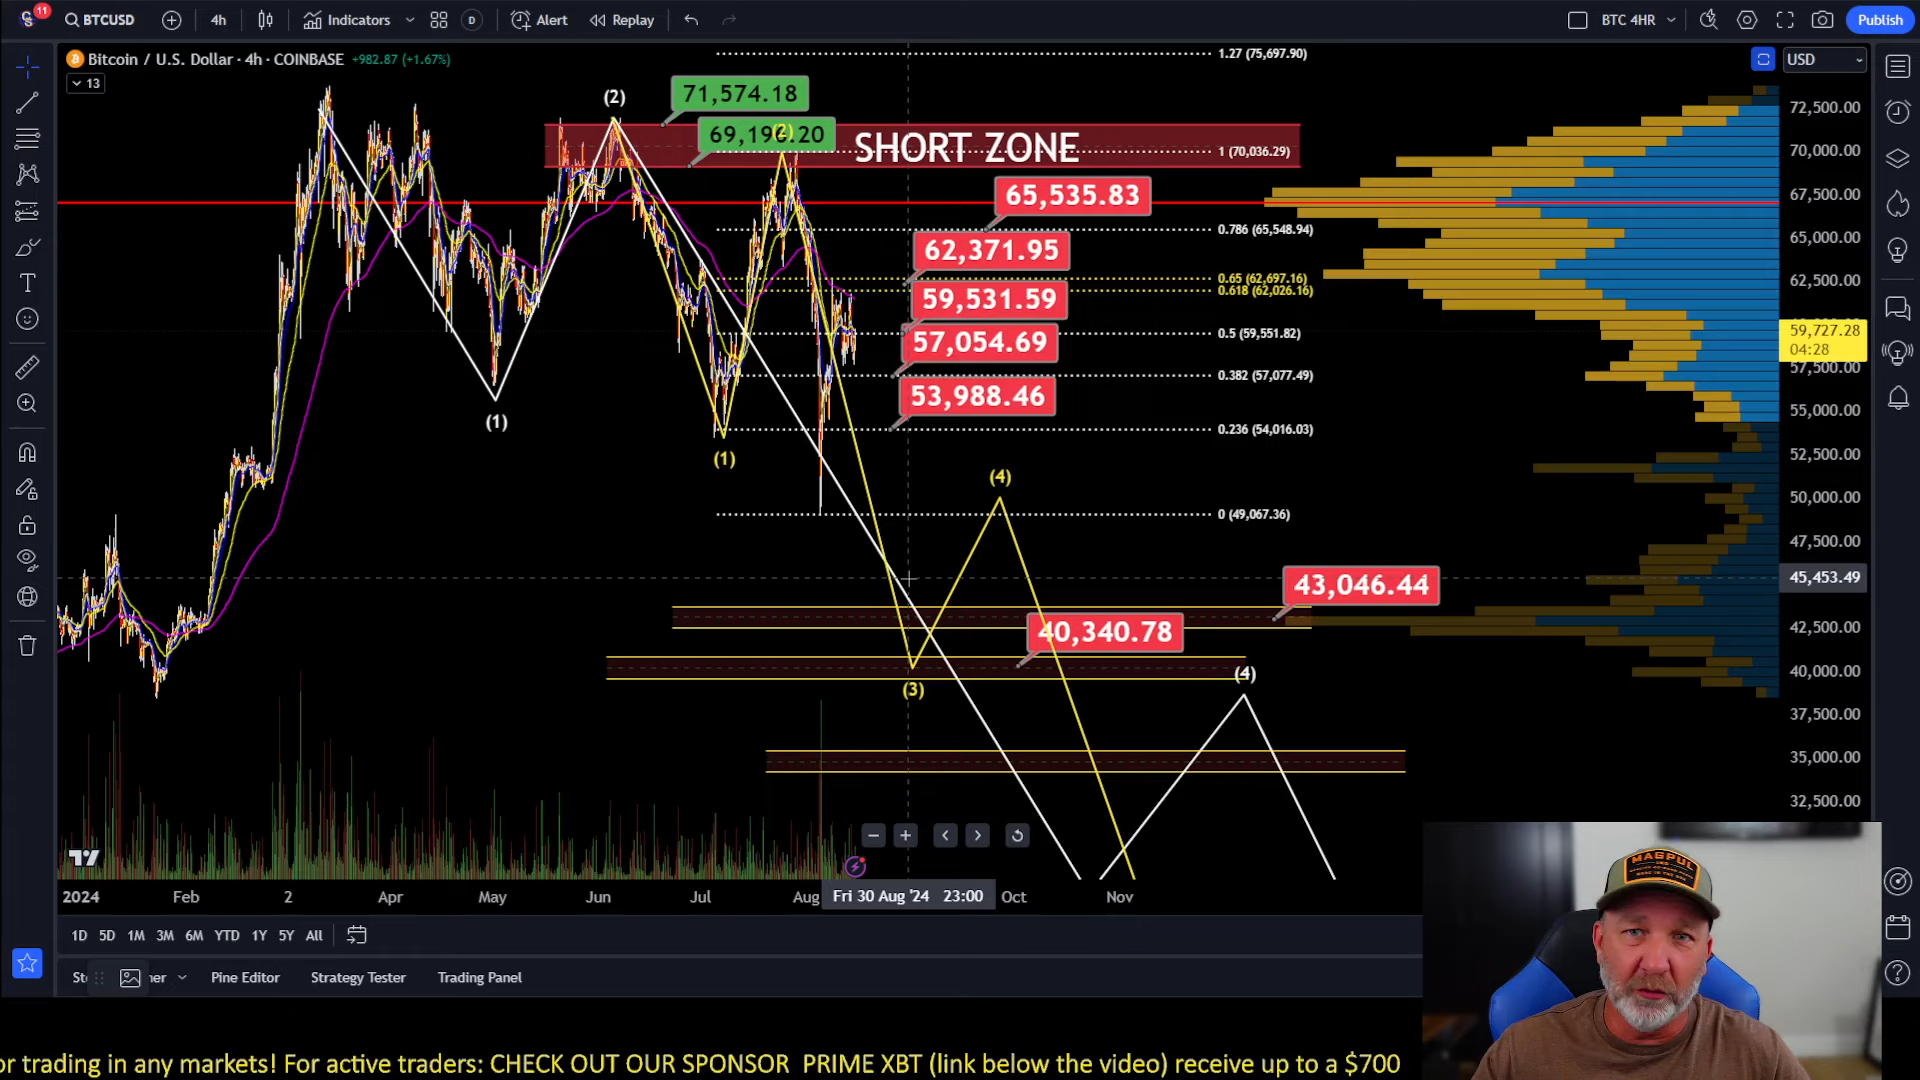 11
BTCUSD
4h
Indicators
D
Alert
Replay
BTC 4HR
Publish
Bitcoin / U.S. Dollar · 4h · COINBASE +982.87 (+1.67%)
13
USD
1.27 (75,697.90)
(2)
71,574.18
69,196.20
(2)
SHORT ZONE
1 (70,036.29)
65,535.83
0.786 (65,548.94)
62,371.95
0.65 (62,697.16)
0.618 (62,026.16)
59,531.59
0.5 (59,551.82)
57,054.69
0.382 (57,077.49)
53,988.46
0.236 (54,016.03)
(1)
(1)
(4)
0 (49,067.36)
43,046.44
40,340.78
(3)
(4)
72,500.00
70,000.00
67,500.00
65,000.00
62,500.00
59,727.28
04:28
57,500.00
55,000.00
52,500.00
50,000.00
47,500.00
45,453.49
42,500.00
40,000.00
37,500.00
35,000.00
32,500.00
2024
Feb
2
Apr
May
Jun
Jul
Aug
Fri 30 Aug '24 23:00
Oct
Nov
1D 5D 1M 3M 6M YTD 1Y 5Y All
Pine Editor
Strategy Tester
Trading Panel
MAGPUL
or trading in any markets! For active traders: CHECK OUT OUR SPONSOR PRIME XBT (link below the video) receive up to a $700